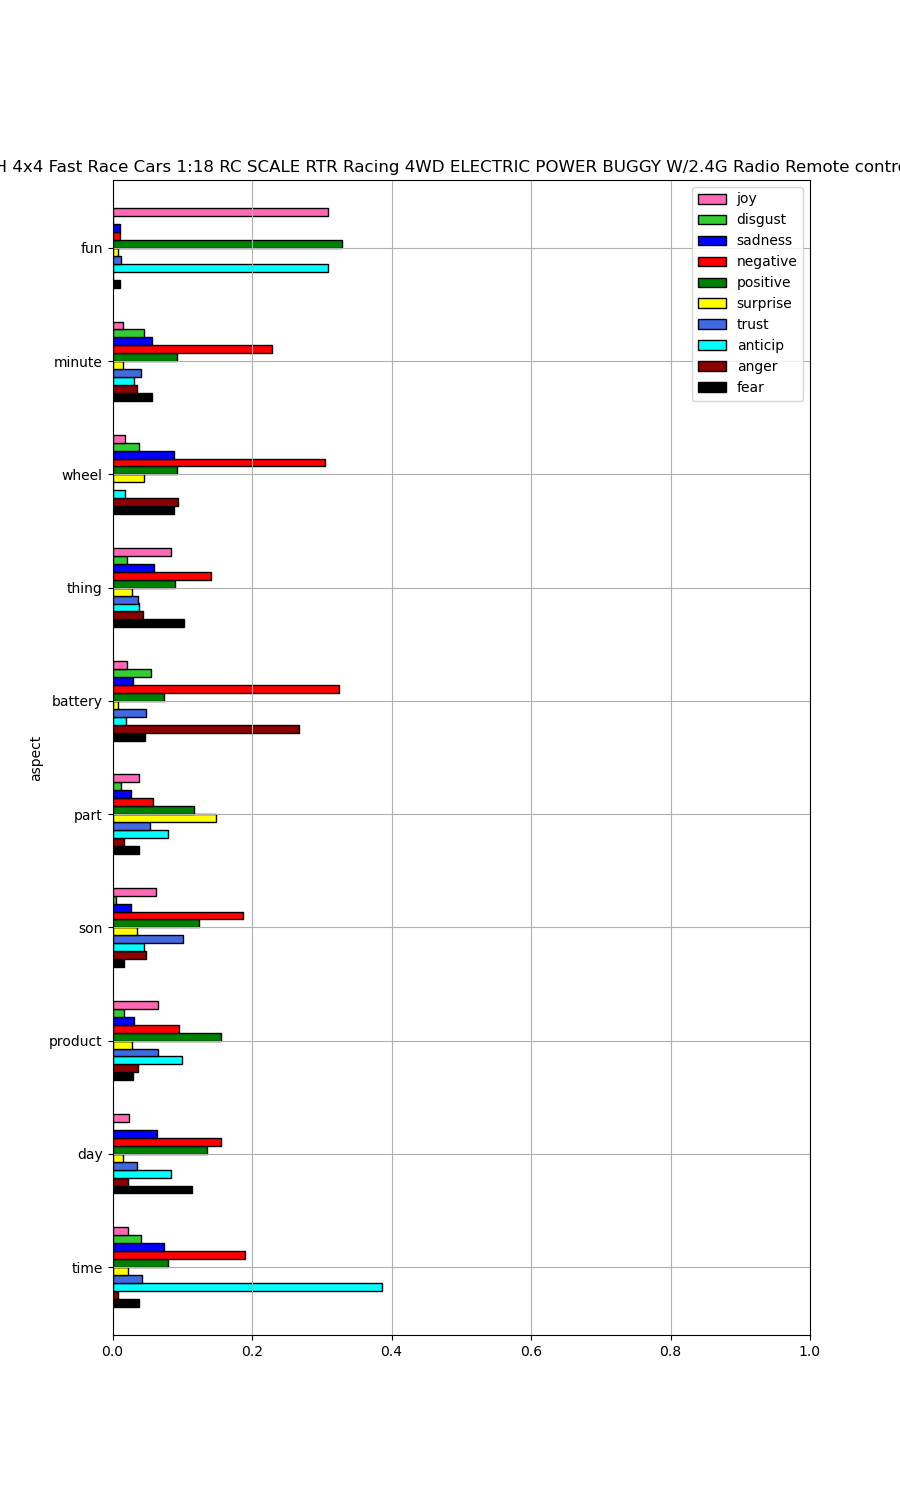 4x4 Fast Race Cars 1:18 RC SCALE RTR Racing 4WD ELECTRIC POWER BUGGY W/2.4G Radio Remote
joy
disgust
sadness
negative
positive
surprise
trust
anticip
anger
fear
fun
minute
wheel
thing
battery
part
son
product
day
time
aspect
0.0 0.2 0.4 0.6 0.8 1.0